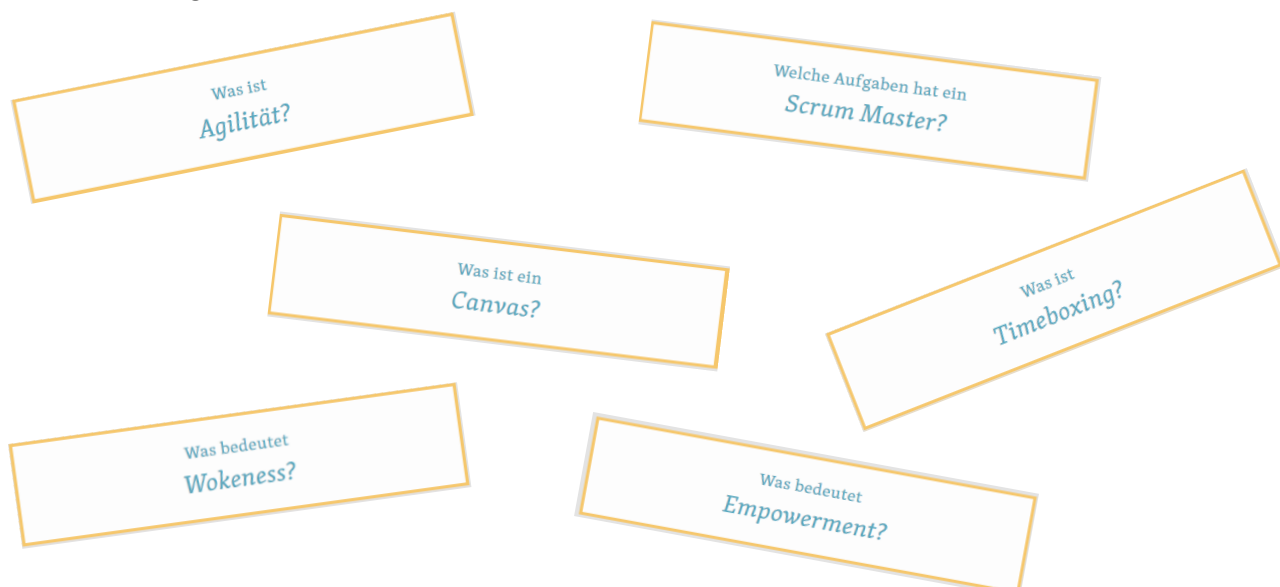 Was ist
Agilität?
Welche Aufgaben hat ein
Scrum Master?
Was ist ein
Canvas?
Was ist
Timeboxing?
Was bedeutet
Wokeness?
Was bedeutet
Empowerment?